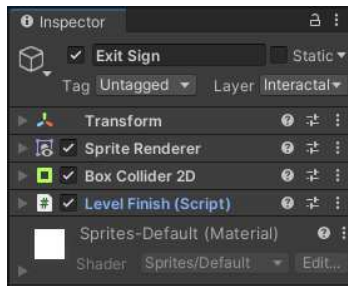 Inspector
Exit Sign Static
Tag Untagged Layer Interactal
Transform
Sprite Renderer
Box Collider 2D
# Level Finish (Script)
Sprites-Default (Material)
Shader Sprites/Default Edit...